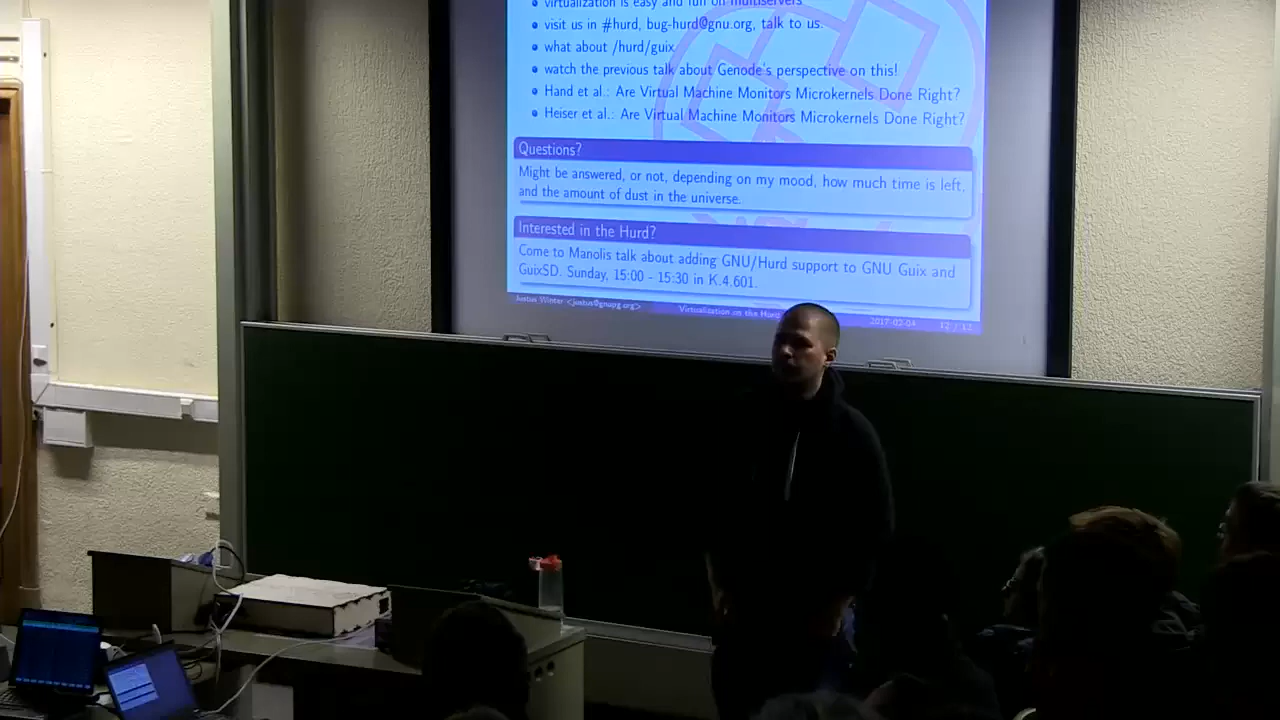 virtualization is easy and fun on multiservers
visit us in #hurd, bug-hurd@gnu.org, talk to us.
what about /hurd/guix
watch the previous talk about Genode's perspective on this!
Hand et al.: Are Virtual Machine Monitors Microkernels Done Right?
Heiser et al.: Are Virtual Machine Monitors Microkernels Done Right?
Questions?
Might be answered, or not, depending on my mood, how much time is left,
and the amount of dust in the universe.
Interested in the Hurd?
Come to Manolis talk about adding GNU/Hurd support to GNU Guix and
GuixSD. Sunday, 15:00 - 15:30 in K.4.601.
Justus Winter <justus@gnupg.org> Virtualization on the Hurd 2017-02-04 12 / 12